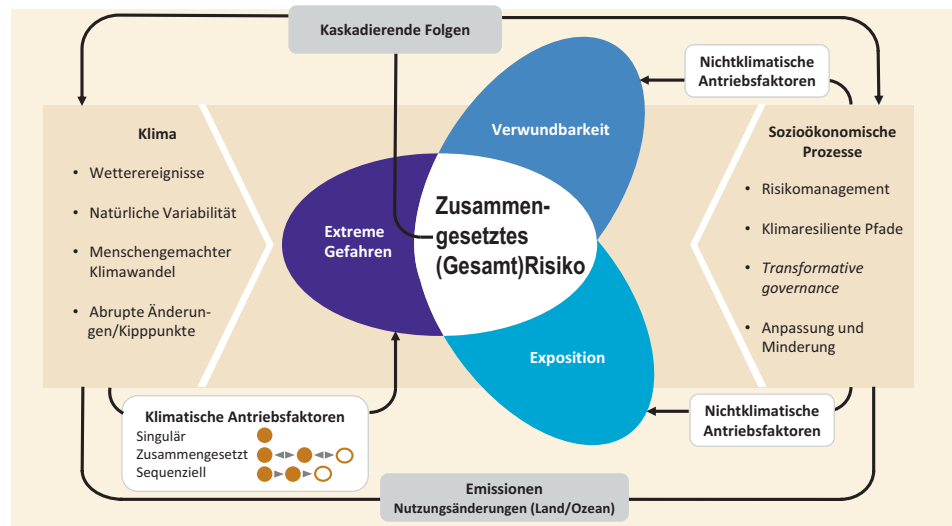 Kaskadierende Folgen
Nichtklimatische
Antriebsfaktoren
Klima
• Wetterereignisse
• Natürliche Variabilität
• Menschengemachter
Klimawandel
• Abrupte Änderun-
gen/Kipppunkte
Verwundbarkeit
Extreme
Gefahren
Zusammen-
gesetztes
(Gesamt)Risiko
Exposition
Sozioökonomische
Prozesse
• Risikomanagement
• Klimaresiliente Pfade
• Transformative
governance
• Anpassung und
Minderung
Klimatische Antriebsfaktoren
Singulär
Zusammengesetzt
Sequenziell
Nichtklimatische
Antriebsfaktoren
Emissionen
Nutzungsänderungen (Land/Ozean)